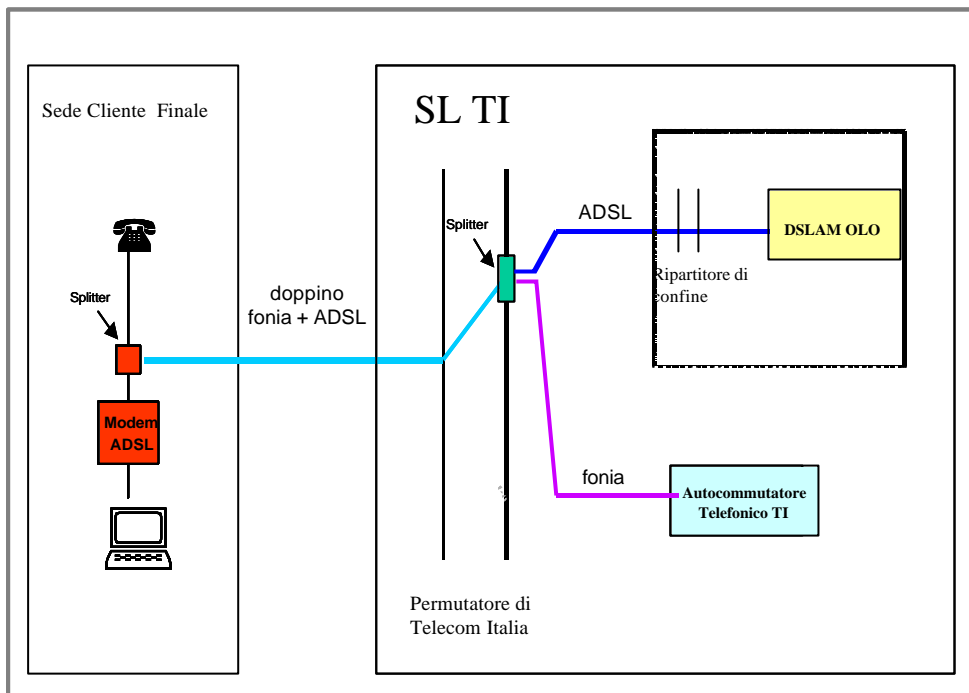 Sede Cliente Finale
SL TI
Splitter
ADSL
DSLAM OLO
Ripartitore di
confine
Splitter
doppino
fonia + ADSL
Modem
ADSL
fonia
Autocommutatore
Telefonico TI
Permutatore di
Telecom Italia